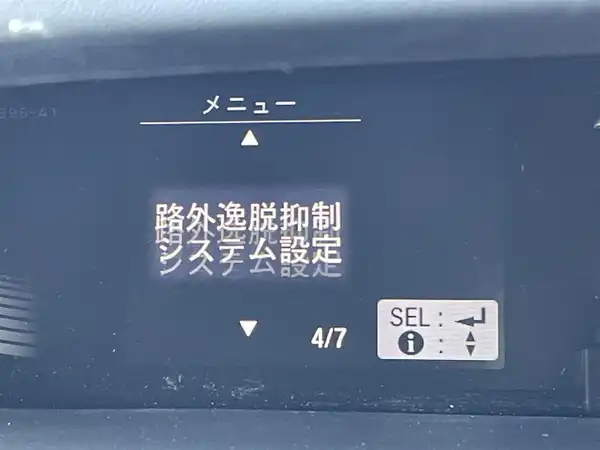 メニュー
▲
路外逸脱抑制
システム設定
▼
4/7
SEL : ↵
ℹ : ♦